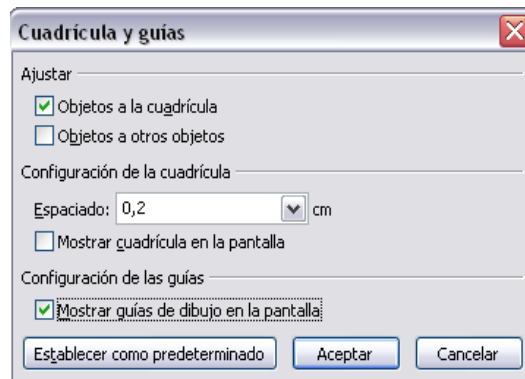 Cuadrícula y guías
Ajustar
Objetos a la cuadrícula
Objetos a otros objetos
Configuración de la cuadrícula
Espaciado: 0,2 cm
Mostrar cuadrícula en la pantalla
Configuración de las guías
Mostrar guías de dibujo en la pantalla
Establecer como predeterminado Aceptar Cancelar